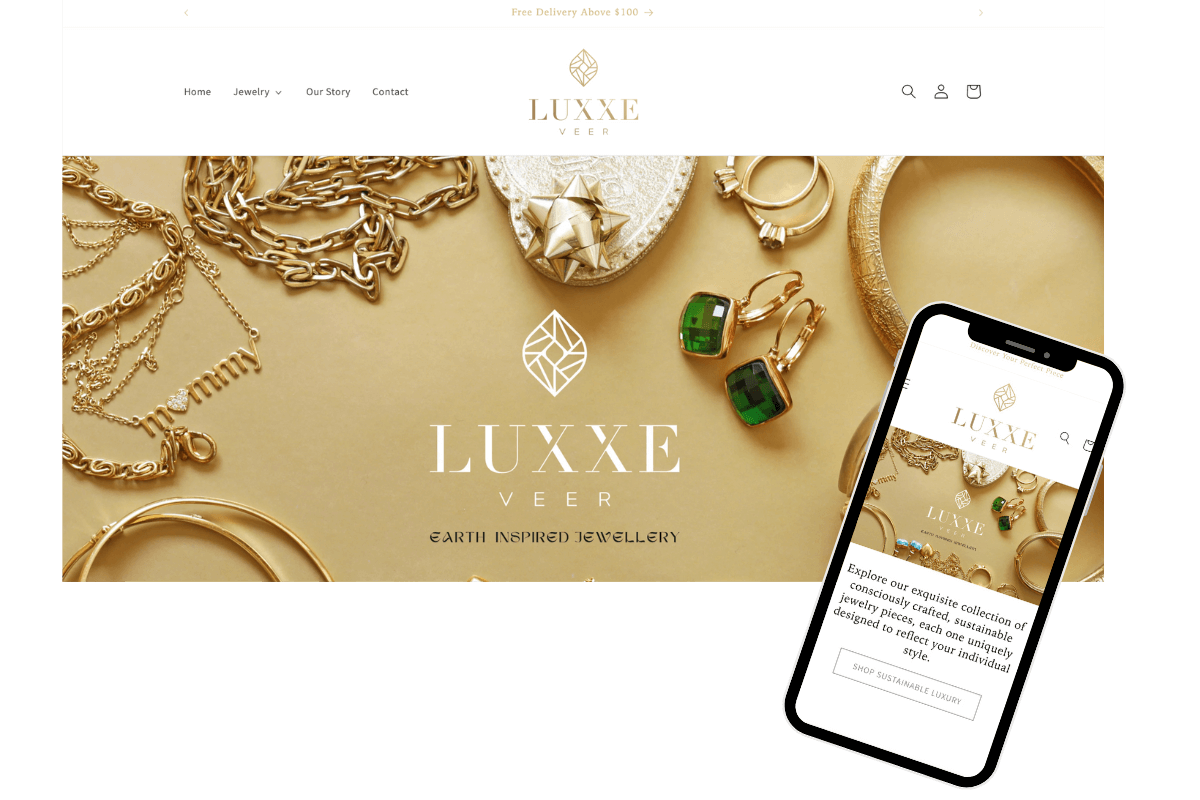 Free Delivery Above $100 →
Home Jewelry Our Story Contact
LUXXE
VEER
mommy
LUXXE
VEER
EARTH INSPIRED JEWELLERY
Discover Your Perfect Piece
LUXXE
VEER
LUXXE
VEER
EARTH INSPIRED JEWELLERY
Explore our exquisite collection of
consciously crafted, sustainable
jewelry pieces, each one uniquely
designed to reflect your individual
style.
SHOP SUSTAINABLE LUXURY